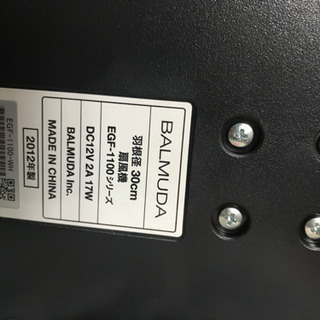 BALMUDA
羽根径 30cm
扇風機
EGF-1100シリーズ
DC12V 2A 17W
BALMUDA Inc.
MADE IN CHINA
2012年製
EGF-1100-WH